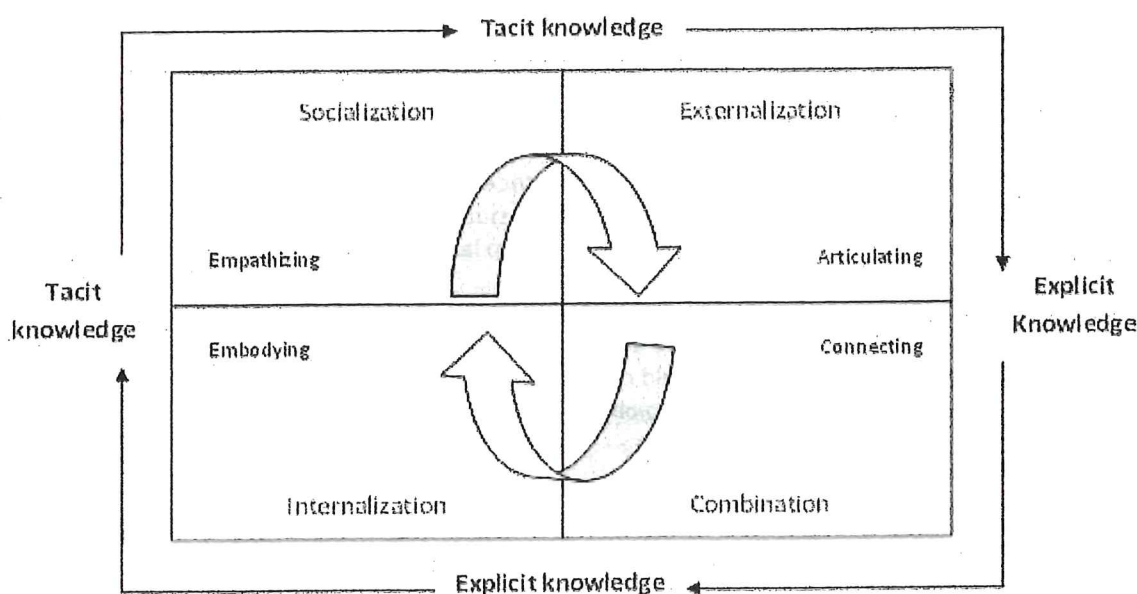 Tacit knowledge
Socialization
Externalization
Empathizing
Articulating
Tacit
knowledge
Explicit
Knowledge
Embodying
Connecting
Internalization
Combination
Explicit knowledge